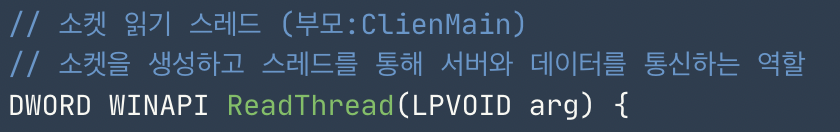 // 소켓 읽기 스레드 (부모:ClienMain)
// 소켓을 생성하고 스레드를 통해 서버와 데이터를 통신하는 역할
DWORD WINAPI ReadThread(LPVOID arg) {